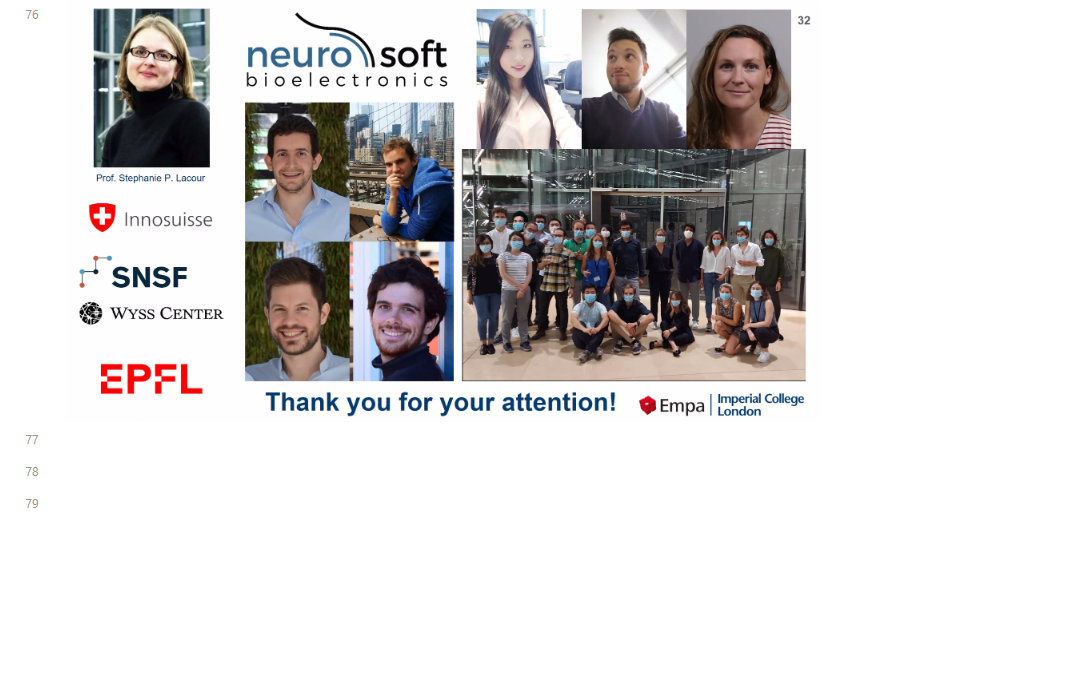 76
32
neuro soft
bioelectronics
Prof. Stephanie P. Lacour
Innosuisse
SNSF
WYSS CENTER
EPFL
Thank you for your attention!
Empa
Imperial College
London
77
78
79